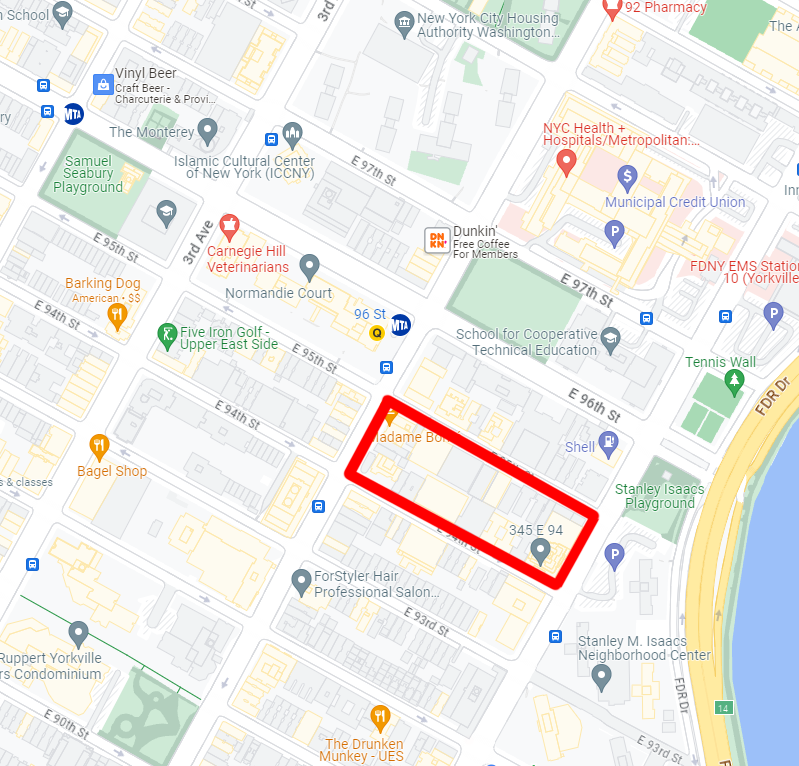 n School
3rd
New York City Housing
Authority Washington...
92 Pharmacy
The A
Vinyl Beer
Craft Beer -
Charcuterie & Provi...
MTA
ry
The Monterey
Islamic Cultural Center
of New York (ICCNY)
E 97th St
NYC Health +
Hospitals/Metropolitan:...
Samuel
Seabury
Playground
$
Municipal Credit Union
Inn
3rd Ave
P
E 95th St
Carnegie Hill
Veterinarians
DN
KN'
Dunkin'
Free Coffee
For Members
FDNY EMS Station
10 (Yorkville
E 97th St
Normandie Court
Barking Dog
American • $$
E 94th St
96 St
Q
MTA
P
Five Iron Golf -
Upper East Side
School for Cooperative
Technical Education
E 95th St
Tennis Wall
FDR Dr
E 96th St
E 94th St
Shell
Bagel Shop
s & classes
Stanley Isaacs
Playground
345 E 94
P
ForStyler Hair
Professional Salon...
E 93rd St
Stanley M. Isaacs
Neighborhood Center
Ruppert Yorkville
rs Condominium
FDR Dr
14
E 90th St
The Drunken
Munkey - UES
E 93rd St